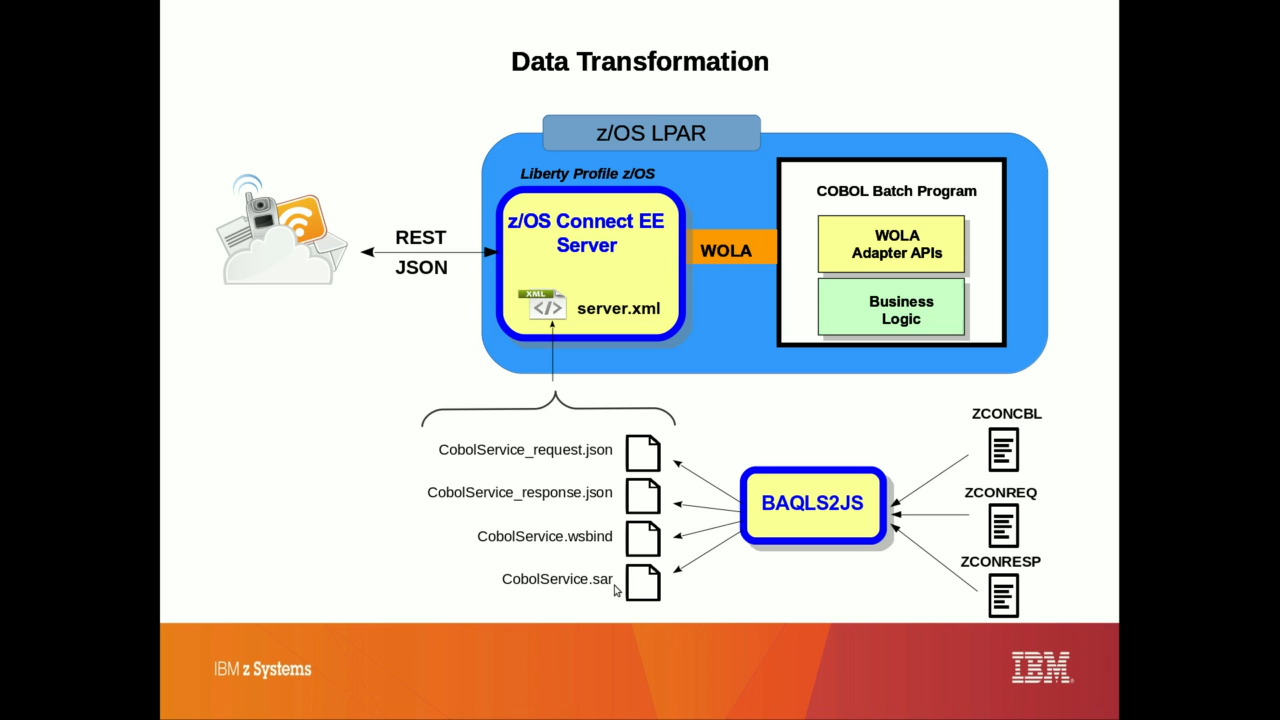 Data Transformation
z/OS LPAR
Liberty Profile z/OS
z/OS Connect EE
Server
XML
</>
server.xml
REST
JSON
WOLA
COBOL Batch Program
WOLA
Adapter APIs
Business
Logic
CobolService_request.json
CobolService_response.json
CobolService.wsbind
CobolService.sar
BAQLS2JS
ZCONCBL
ZCONREQ
ZCONRESP
IBM z Systems
IBM®